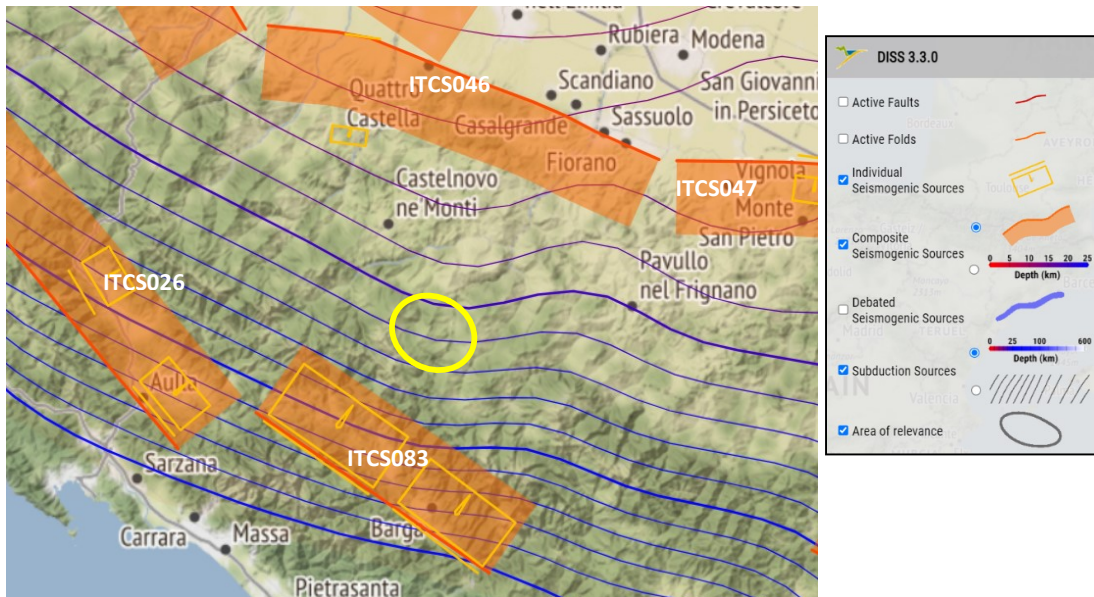 Rubiera
Modena
Scandiano
San Giovanni
in Persiceto
ITCS046
Quattro
Castella
Casalgrande
Sassuolo
Fiorano
ITCS047
Vignola
Castelnovo
ne'Monti
Monte
San Pietro
Pavullo
nel Frignano
ITCS026
Aulla
ITCS083
Barga
Sarzana
Carrara
Massa
Pietrasanta
DISS 3.3.0
Active Faults
Active Folds
Individual
Seismogenic Sources
Composite
Seismogenic Sources
0 5 10 15 20 25
Depth (km)
Debated
Seismogenic Sources
0 25 100 600
Depth (km)
Subduction Sources
Area of relevance